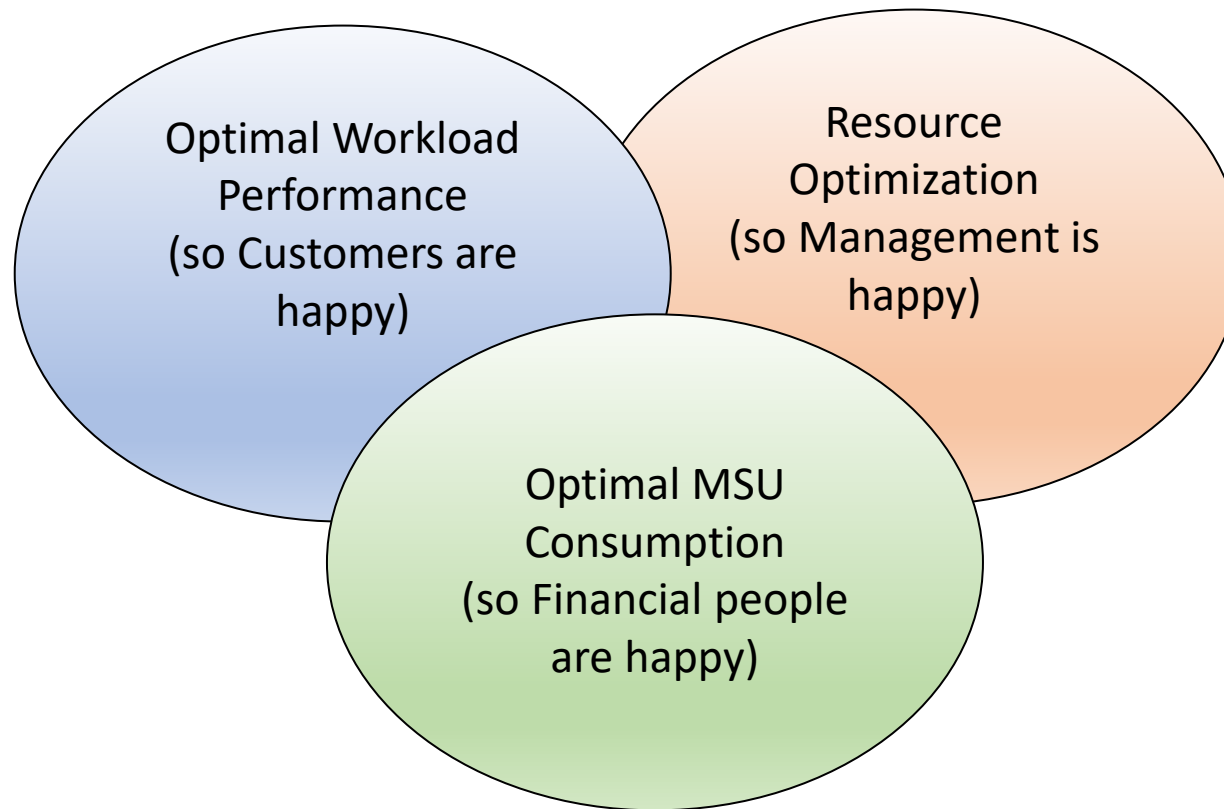 Optimal Workload
Performance
(so Customers are
happy)
Resource
Optimization
(so Management is
happy)
Optimal MSU
Consumption
(so Financial people
are happy)